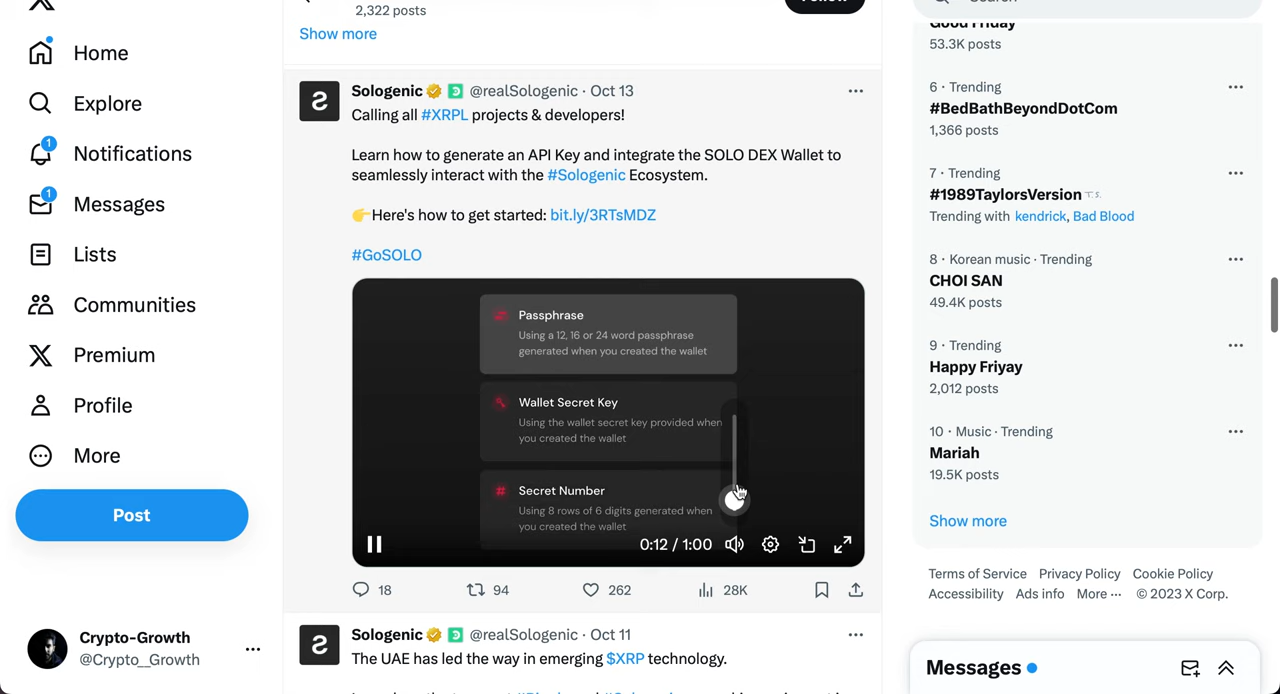 Home
Explore
1
Notifications
1
Messages
Lists
Communities
Premium
Profile
More
Post
Crypto-Growth
@Crypto__Growth
2,322 posts
Show more
Sologenic @realSologenic · Oct 13
Calling all #XRPL projects & developers!
Learn how to generate an API Key and integrate the SOLO DEX Wallet to
seamlessly interact with the #Sologenic Ecosystem.
👉Here's how to get started: bit.ly/3RTsMDZ
#GoSOLO
Passphrase
Using a 12, 16 or 24 word passphrase
generated when you created the wallet
Wallet Secret Key
Using the wallet secret key provided when
you created the wallet
Secret Number
Using 8 rows of 6 digits generated when
you created the wallet
0:12 / 1:00
18 94 262 28K
Sologenic @realSologenic · Oct 11
The UAE has led the way in emerging $XRP technology.
Good Friday
53.3K posts
6 · Trending
#BedBathBeyondDotCom
1,366 posts
7 · Trending
#1989TaylorsVersion
Trending with kendrick, Bad Blood
8 · Korean music · Trending
CHOI SAN
49.4K posts
9 · Trending
Happy Friyay
2,012 posts
10 · Music · Trending
Mariah
19.5K posts
Show more
Terms of Service Privacy Policy Cookie Policy
Accessibility Ads info More ··· © 2023 X Corp.
Messages